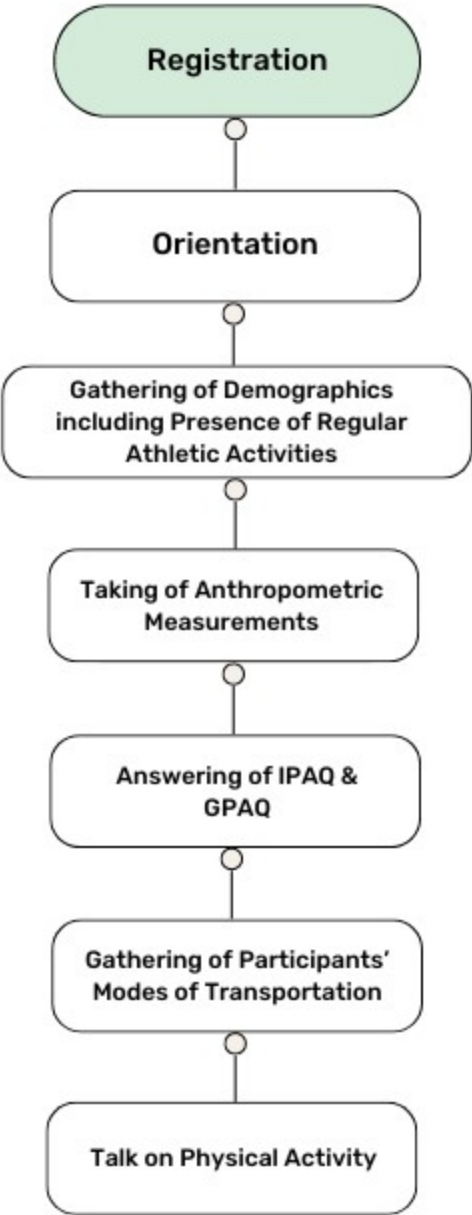 Registration
Orientation
Gathering of Demographics
including Presence of Regular
Athletic Activities
Taking of Anthropometric
Measurements
Answering of IPAQ &
GPAQ
Gathering of Participants’
Modes of Transportation
Talk on Physical Activity